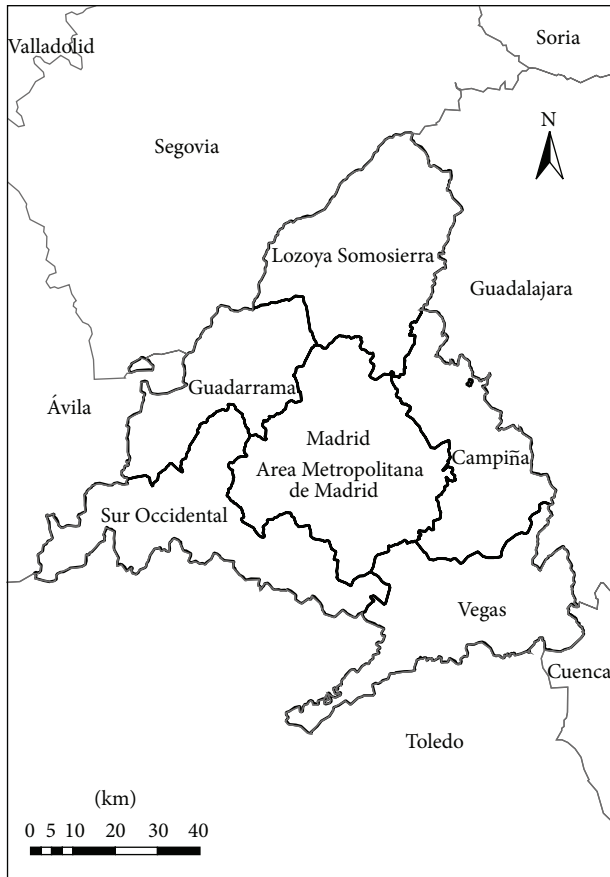 Valladolid
Soria
N
Segovia
Lozoya Somosierra
Guadalajara
Guadarrama
Ávila
Madrid
Area Metropolitana
de Madrid
Campiña
Sur Occidental
Vegas
Cuenca
Toledo
(km)
0 5 10 20 30 40